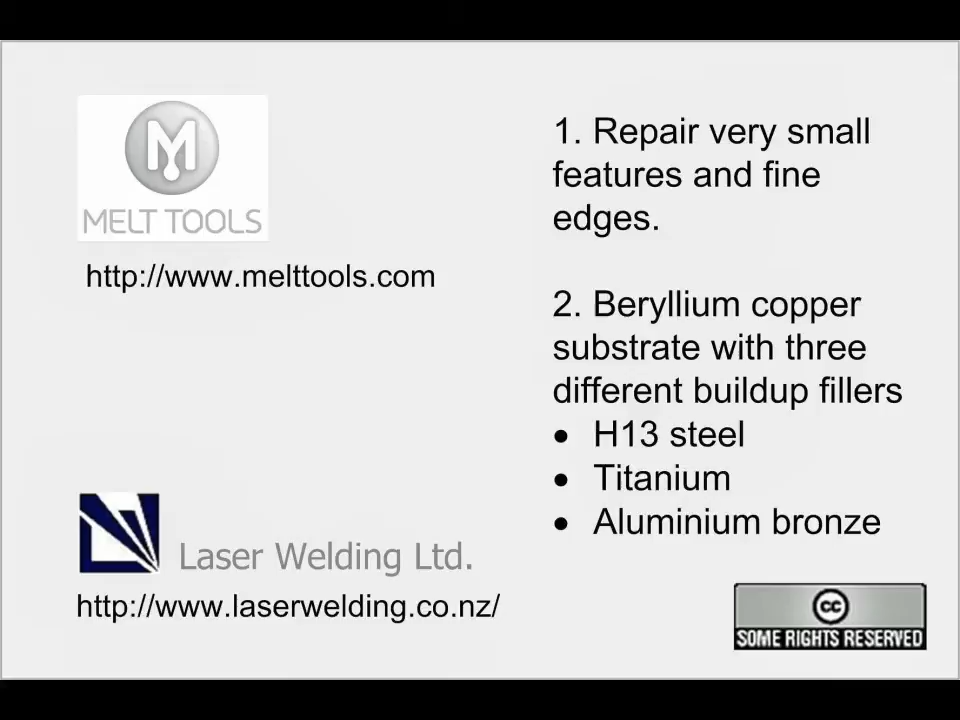 M
MELT TOOLS
http://www.melttools.com
Laser Welding Ltd.
http://www.laserwelding.co.nz/
1. Repair very small
features and fine
edges.
2. Beryllium copper
substrate with three
different buildup fillers
• H13 steel
• Titanium
• Aluminium bronze
cc
SOME RIGHTS RESERVED